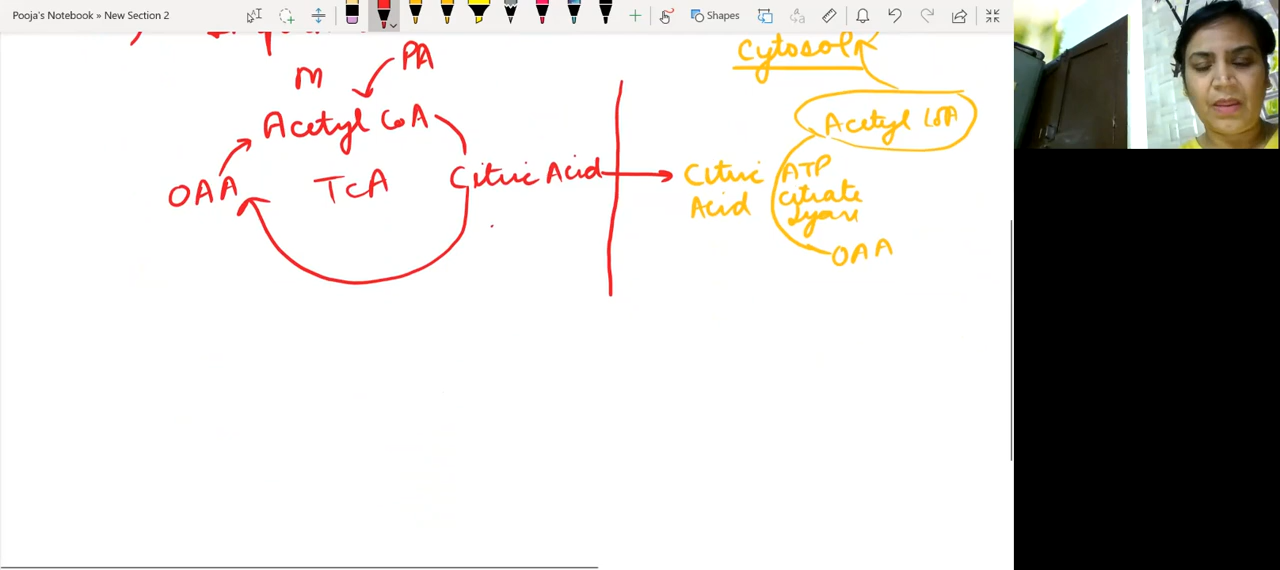 Pooja's Notebook » New Section 2
Shapes
Cytosol
PA
m
Acetyl CoA
Acetyl CoA
OAA
TCA
Citric Acid
Citric Acid
ATP
Citrate
Lyase
OAA